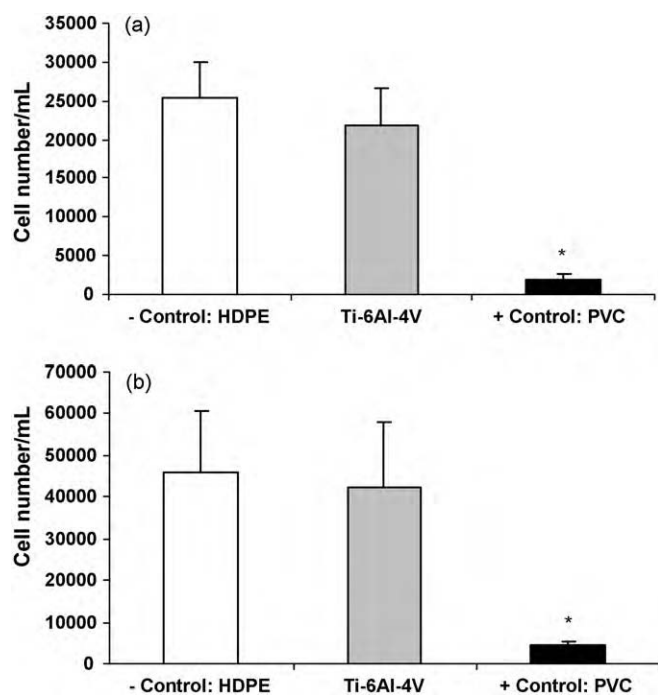 (a)
Cell number/mL
35000
30000
25000
20000
15000
10000
5000
0
*
- Control: HDPE
Ti-6Al-4V
+ Control: PVC
(b)
Cell number/mL
70000
60000
50000
40000
30000
20000
10000
0
*
- Control: HDPE
Ti-6Al-4V
+ Control: PVC